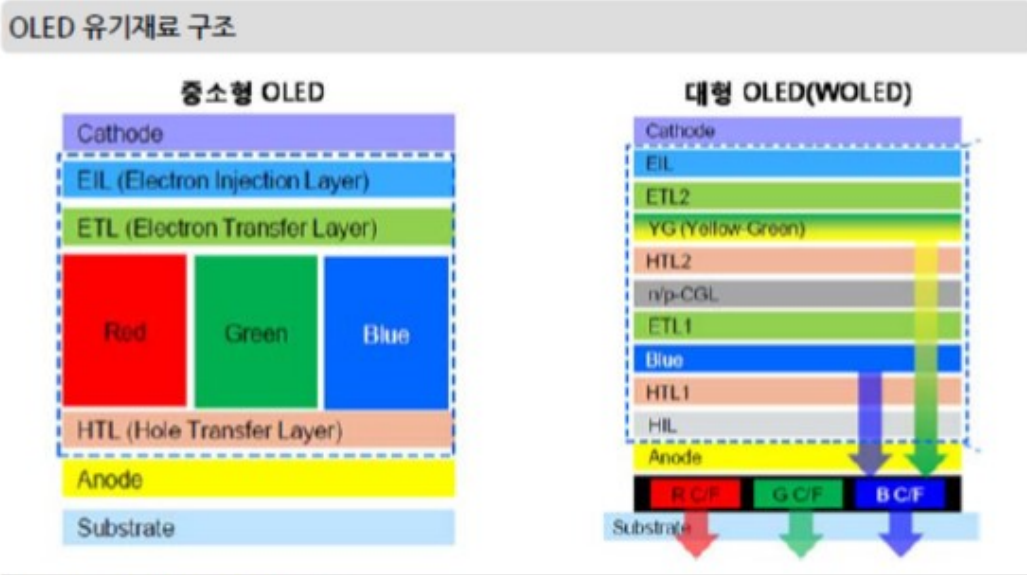 OLED 유기재료 구조
중소형 OLED
Cathode
EIL (Electron Injection Layer)
ETL (Electron Transfer Layer)
Red
Green
Blue
HTL (Hole Transfer Layer)
Anode
Substrate
대형 OLED(WOLED)
Cathode
EIL
ETL2
YG (Yellow-Green)
HTL2
n/p-CGL
ETL1
Blue
HTL1
HIL
Anode
R C/F
G C/F
B C/F
Substrate